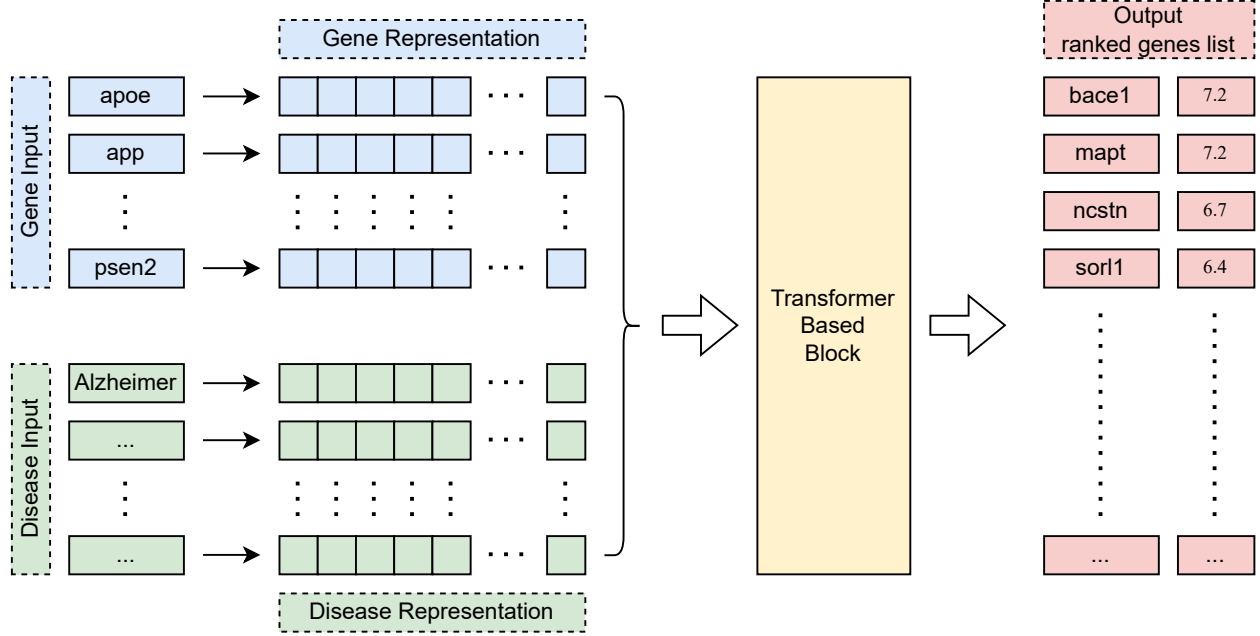 Gene Representation
Output
ranked genes list
Gene Input
apoe
app
psen2
bace1 7.2
mapt 7.2
ncstn 6.7
sorl1 6.4
Transformer
Based
Block
Disease Input
Alzheimer
...
...
... ...
Disease Representation